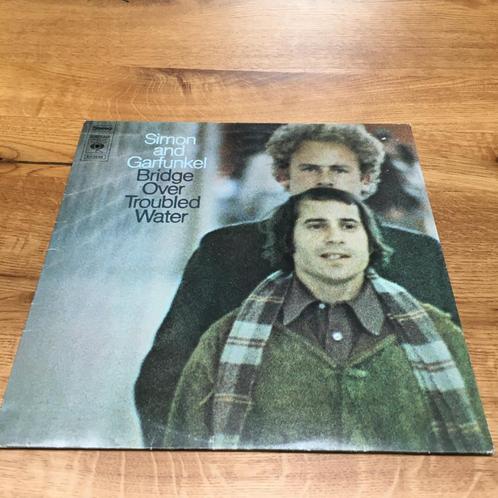 Simon
and
Garfunkel
Bridge
Over
Troubled
Water